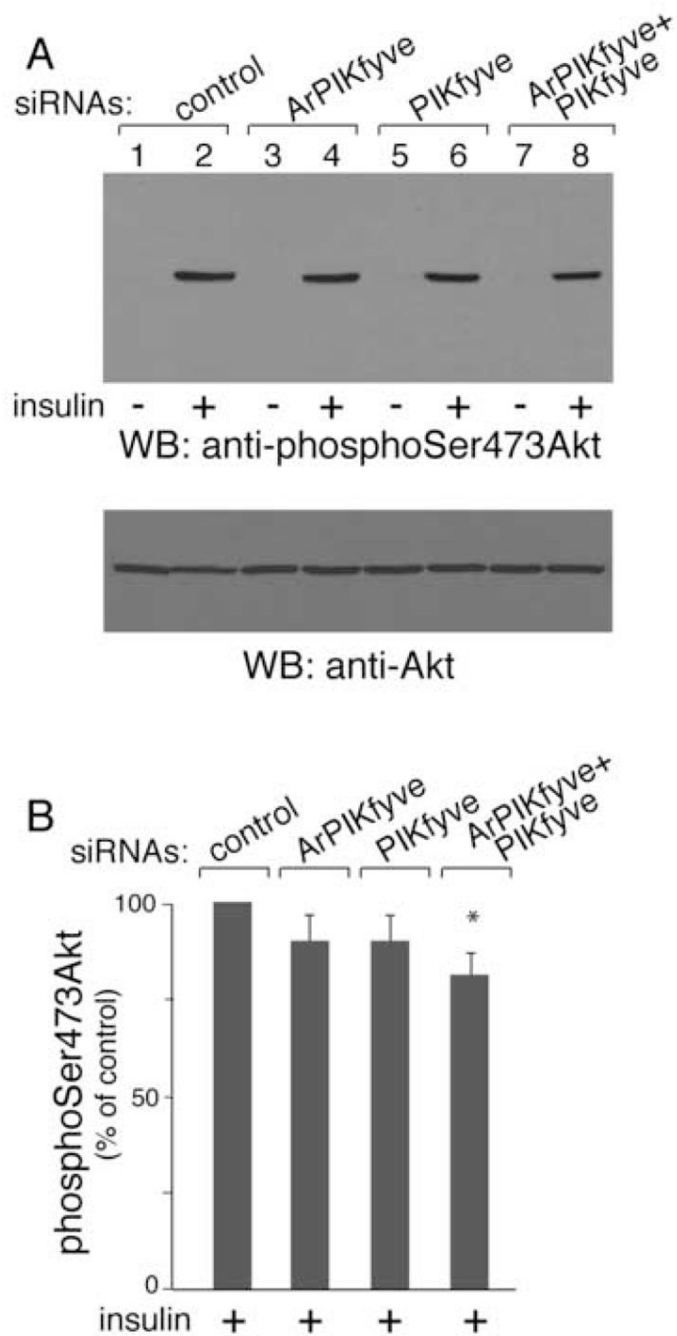 A
siRNAs: control ArPIKfyve PIKfyve ArPIKfyve+
PIKfyve
1 2 3 4 5 6 7 8
insulin - + - + - + - +
WB: anti-phosphoSer473Akt
WB: anti-Akt
B
siRNAs: control ArPIKfyve PIKfyve ArPIKfyve+
PIKfyve
phosphoSer473Akt
(% of control)
100
*
50
0
insulin + + + +